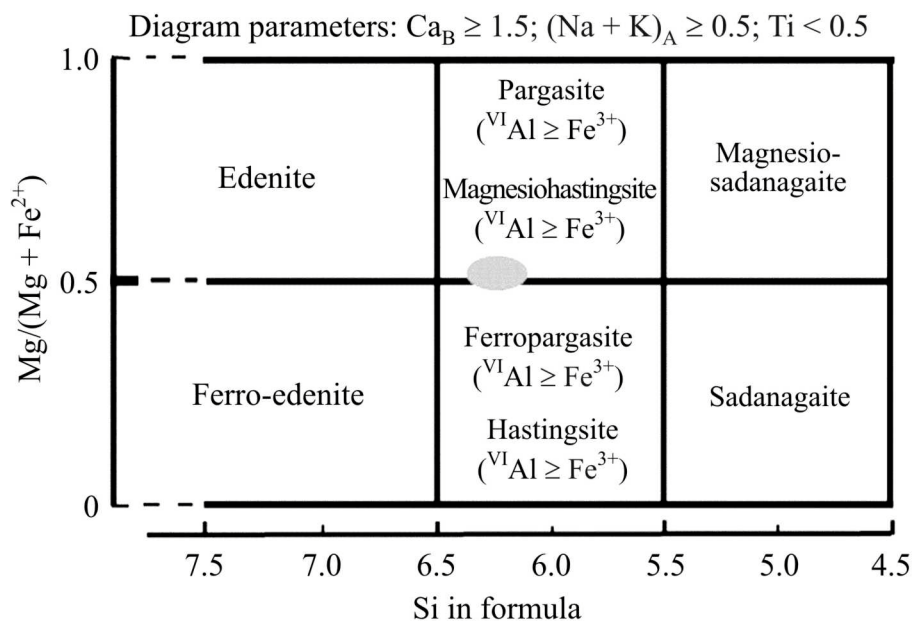 Diagram parameters: Ca_B ≥ 1.5; (Na + K)_A ≥ 0.5; Ti < 0.5
1.0
Pargasite
(^VIAl ≥ Fe^3+)
Edenite
Magnesiohastingsite
(^VIAl ≥ Fe^3+)
Magnesio-
sadanagaite
Mg/(Mg + Fe^2+)
0.5
Ferro-edenite
Ferropargasite
(^VIAl ≥ Fe^3+)
Hastingsite
(^VIAl ≥ Fe^3+)
Sadanagaite
0
7.5 7.0 6.5 6.0 5.5 5.0 4.5
Si in formula